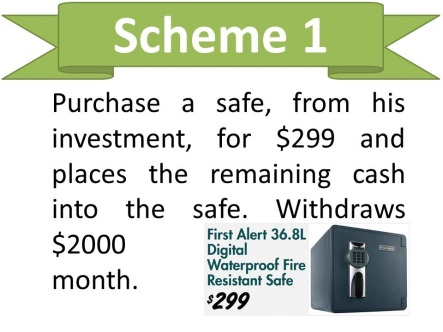 Scheme 1
Purchase a safe, from his
investment, for $299 and
places the remaining cash
into the safe. Withdraws
$2000
month.
First Alert 36.8L
Digital
Waterproof Fire
Resistant Safe
$299